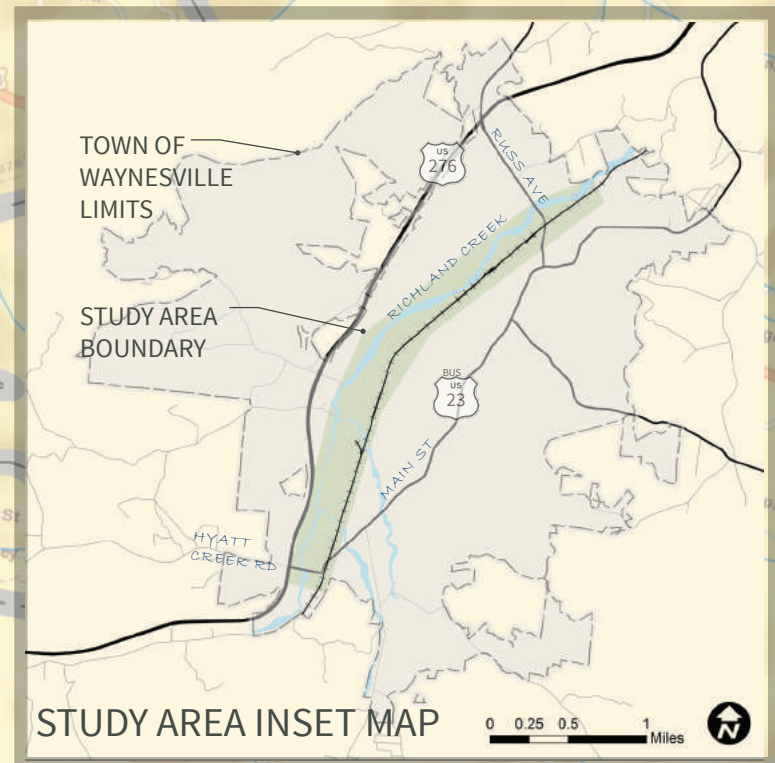 TOWN OF
WAYNESVILLE
LIMITS
US
276
RUSS AVE
RICHLAND CREEK
STUDY AREA
BOUNDARY
BUS
US
23
MAIN ST
HYATT
CREEK RD
STUDY AREA INSET MAP
0 0.25 0.5 1
Miles
N
St.